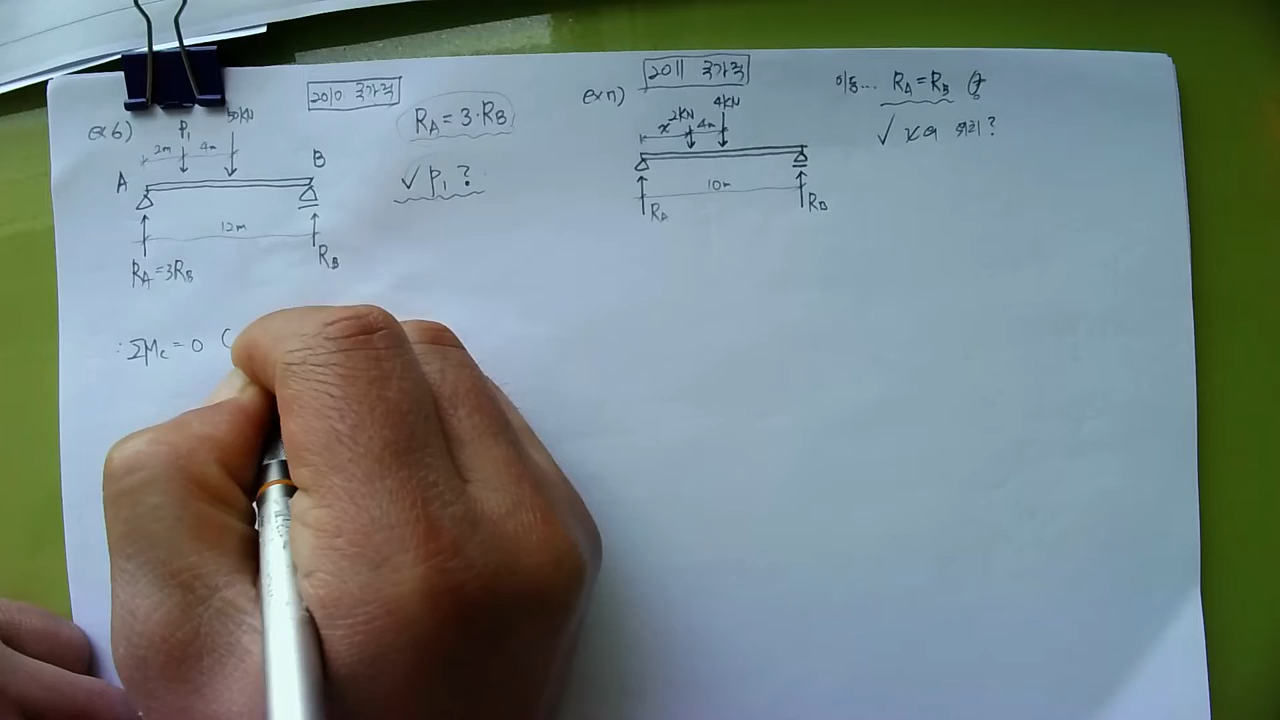 ex6)
2010 국가직
RA = 3·RB
√ P1 ?
P1
50KN
2m
4m
A
B
12m
RA = 3RB
RB
∴ ΣMc = 0 (
ex7)
2011 국가직
이동... RA = RB
√ x의 위치?
2KN
4KN
x
4m
10m
RA
RB